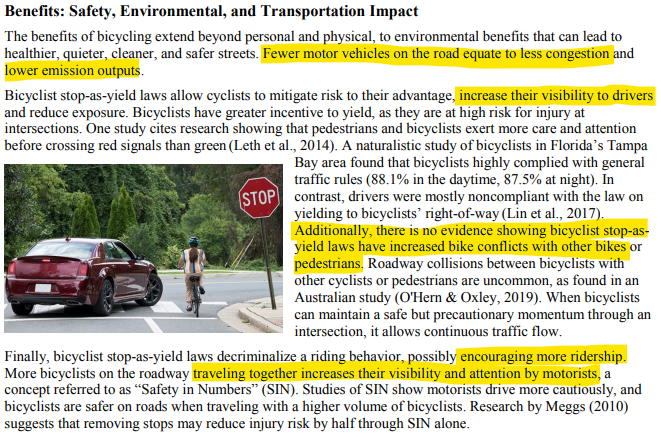 Benefits: Safety, Environmental, and Transportation Impact
The benefits of bicycling extend beyond personal and physical, to environmental benefits that can lead to
healthier, quieter, cleaner, and safer streets. Fewer motor vehicles on the road equate to less congestion and
lower emission outputs.
Bicyclist stop-as-yield laws allow cyclists to mitigate risk to their advantage, increase their visibility to drivers
and reduce exposure. Bicyclists have greater incentive to yield, as they are at high risk for injury at
intersections. One study cites research showing that pedestrians and bicyclists exert more care and attention
before crossing red signals than green (Leth et al., 2014). A naturalistic study of bicyclists in Florida's Tampa
Bay area found that bicyclists highly complied with general
traffic rules (88.1% in the daytime, 87.5% at night). In
contrast, drivers were mostly noncompliant with the law on
yielding to bicyclists' right-of-way (Lin et al., 2017).
Additionally, there is no evidence showing bicyclist stop-as-
yield laws have increased bike conflicts with other bikes or
pedestrians. Roadway collisions between bicyclists with
other cyclists or pedestrians are uncommon, as found in an
Australian study (O'Hern & Oxley, 2019). When bicyclists
can maintain a safe but precautionary momentum through an
intersection, it allows continuous traffic flow.
STOP
Finally, bicyclist stop-as-yield laws decriminalize a riding behavior, possibly encouraging more ridership.
More bicyclists on the roadway traveling together increases their visibility and attention by motorists, a
concept referred to as “Safety in Numbers” (SIN). Studies of SIN show motorists drive more cautiously, and
bicyclists are safer on roads when traveling with a higher volume of bicyclists. Research by Meggs (2010)
suggests that removing stops may reduce injury risk by half through SIN alone.